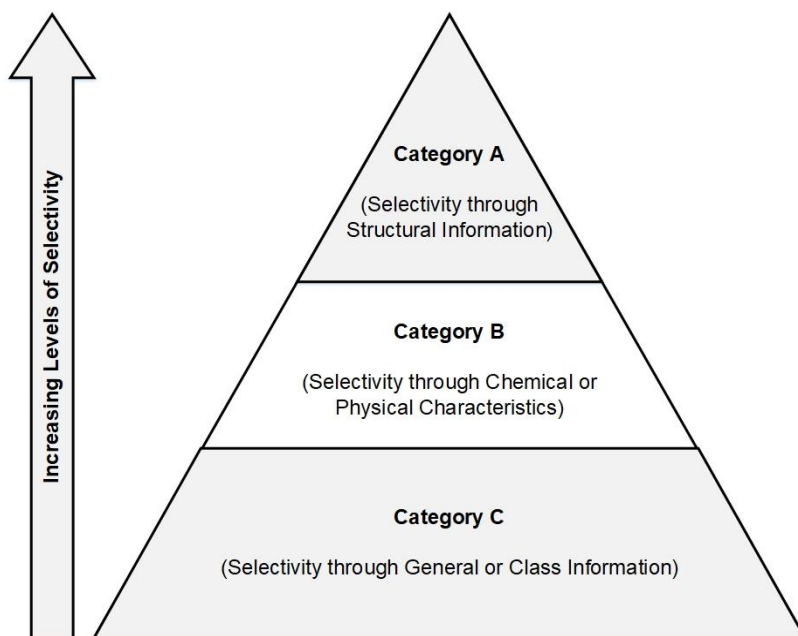 Increasing Levels of Selectivity
Category A
(Selectivity through
Structural Information)
Category B
(Selectivity through Chemical or
Physical Characteristics)
Category C
(Selectivity through General or Class Information)